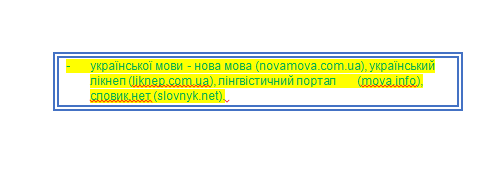 - української мови - нова мова (novamova.com.ua), український
лікнеп (liknep.com.ua), лінгвістичний портал (mova.info),
словик.нет (slovnyk.net).